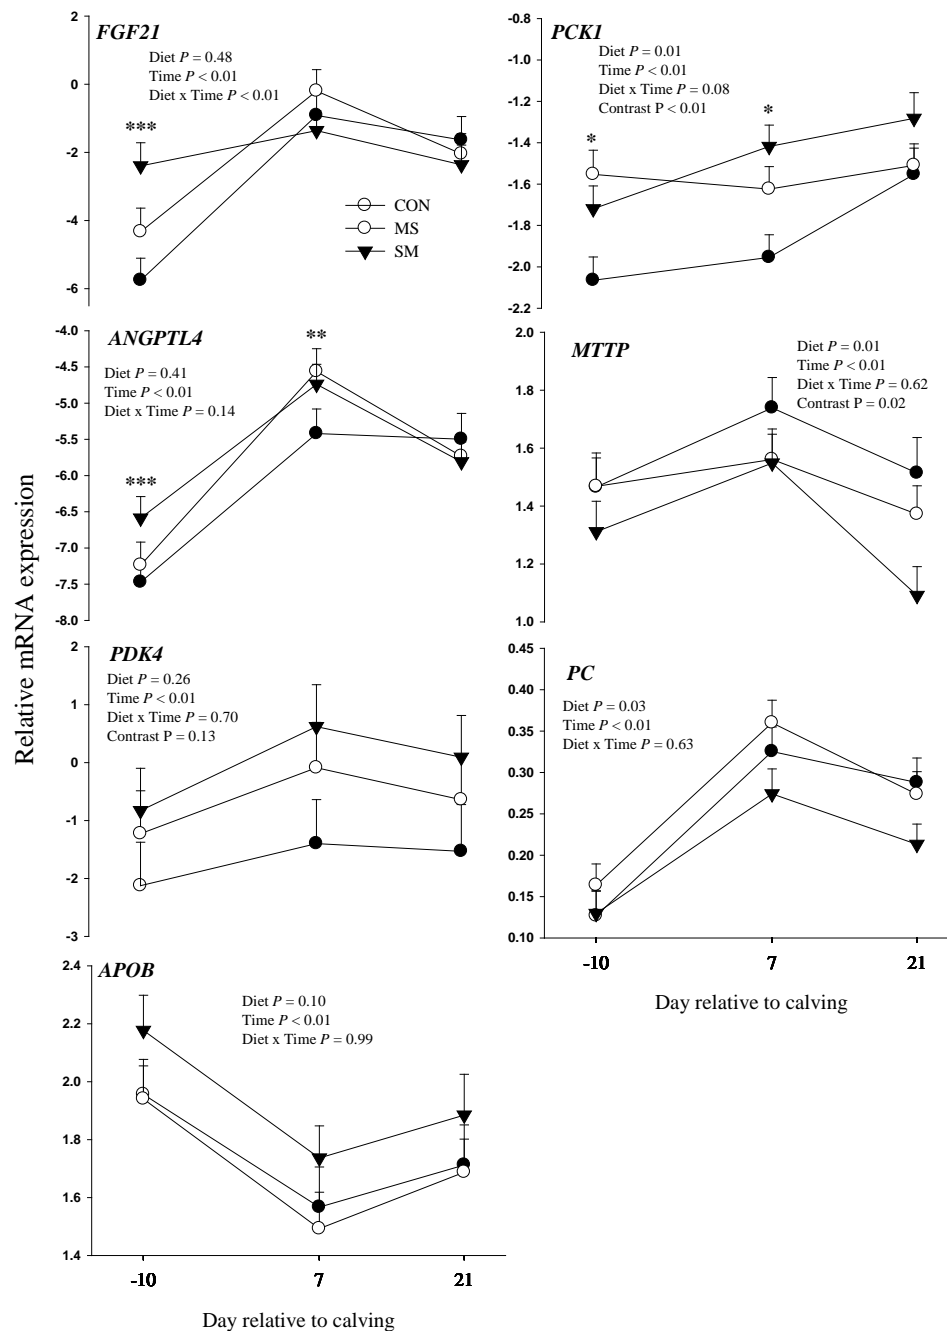 Relative mRNA expression
FGF21
Diet P = 0.48
Time P < 0.01
Diet x Time P < 0.01
***
2
0
-2
-4
-6
CON
MS
SM
PCK1
Diet P = 0.01
Time P < 0.01
Diet x Time P = 0.08
Contrast P < 0.01
*
*
-0.8
-1.0
-1.2
-1.4
-1.6
-1.8
-2.0
-2.2
ANGPTL4
Diet P = 0.41
Time P < 0.01
Diet x Time P = 0.14
**
***
-4.0
-4.5
-5.0
-5.5
-6.0
-6.5
-7.0
-7.5
-8.0
MTTP
Diet P = 0.01
Time P < 0.01
Diet x Time P = 0.62
Contrast P = 0.02
2.0
1.8
1.6
1.4
1.2
1.0
PDK4
Diet P = 0.26
Time P < 0.01
Diet x Time P = 0.70
Contrast P = 0.13
2
1
0
-1
-2
-3
PC
Diet P = 0.03
Time P < 0.01
Diet x Time P = 0.63
0.45
0.40
0.35
0.30
0.25
0.20
0.15
0.10
-10 7 21
Day relative to calving
APOB
Diet P = 0.10
Time P < 0.01
Diet x Time P = 0.99
2.4
2.2
2.0
1.8
1.6
1.4
-10 7 21
Day relative to calving